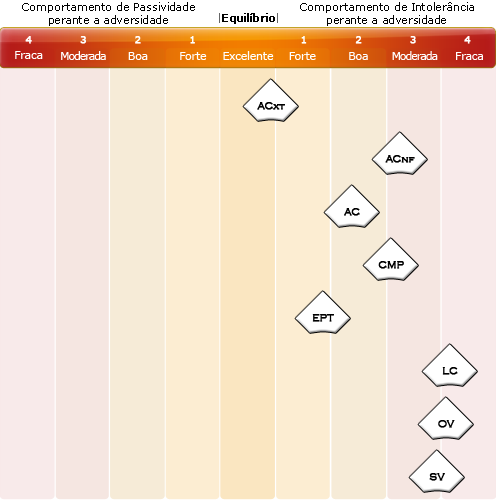 Comportamento de Passividade
perante a adversidade
|Equilíbrio|
Comportamento de Intolerância
perante a adversidade
4 3 2 1 1 2 3 4
Fraca Moderada Boa Forte Excelente Forte Boa Moderada Fraca
ACXT
ACNF
AC
CMP
EPT
LC
OV
SV